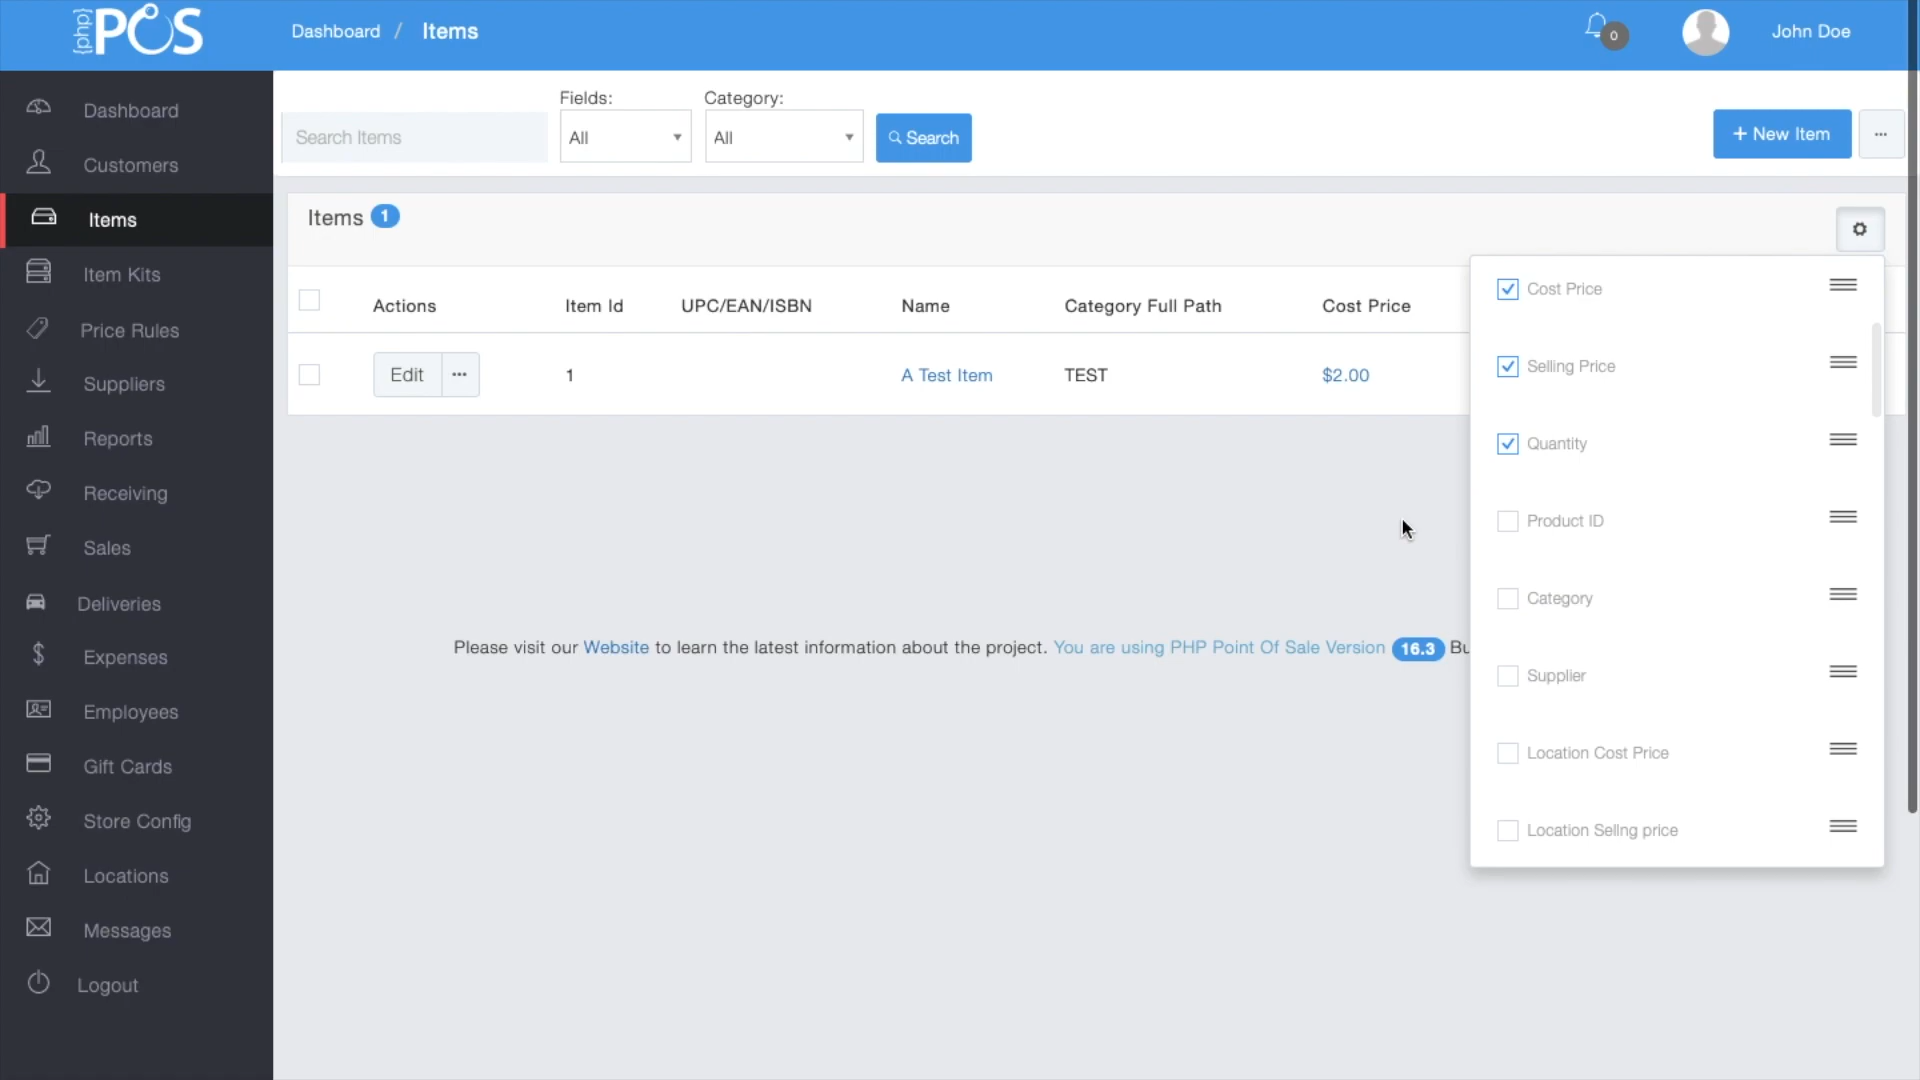 {php} POS
Dashboard / Items
0
John Doe
Dashboard
Customers
Items
Item Kits
Price Rules
Suppliers
Reports
Receiving
Sales
Deliveries
Expenses
Employees
Gift Cards
Store Config
Locations
Messages
Logout
Fields:
Category:
Search Items
All
All
Search
+ New Item
...
Items 1
Actions
Item Id
UPC/EAN/ISBN
Name
Category Full Path
Cost Price
Edit
...
1
A Test Item
TEST
$2.00
Cost Price
Selling Price
Quantity
Product ID
Category
Supplier
Location Cost Price
Location Sellng price
Please visit our Website to learn the latest information about the project. You are using PHP Point Of Sale Version 16.3 Bu